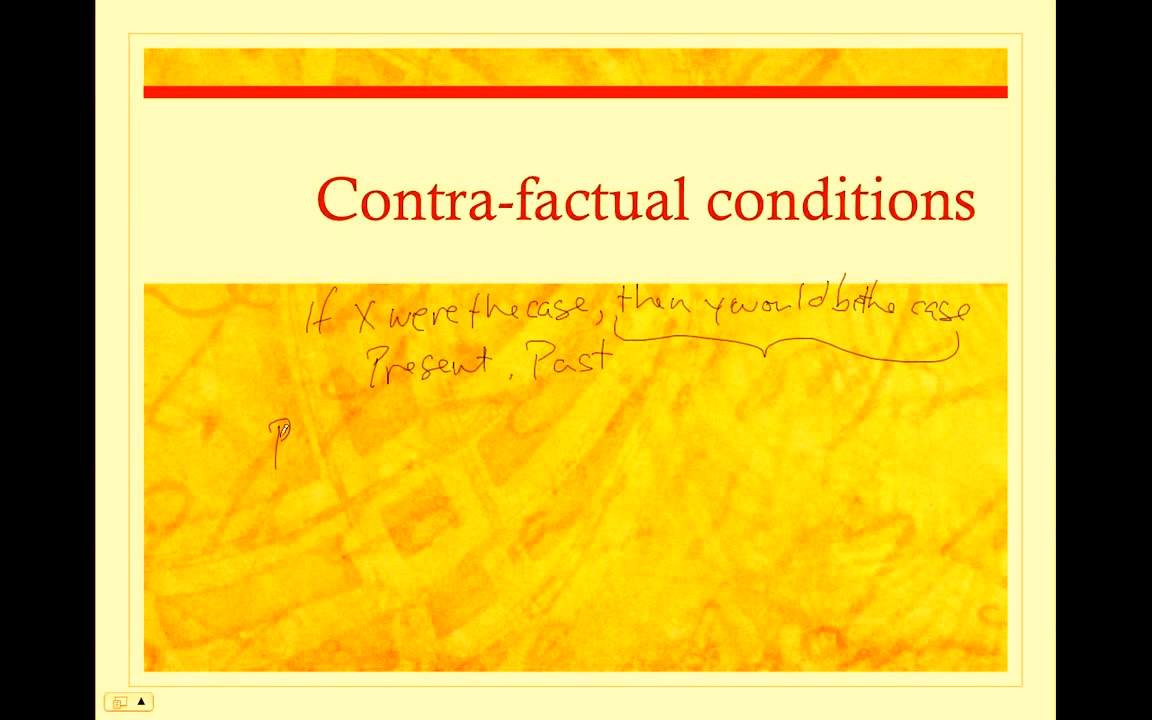 Contra-factual conditions
If X were the case, then y would be the case
Present, Past
P